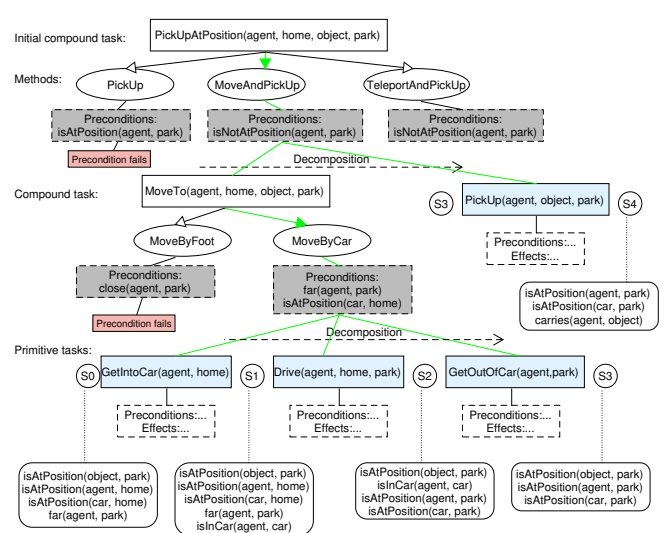 Initial compound task:
PickUpAtPosition(agent, home, object, park)
Methods:
PickUp
MoveAndPickUp
TeleportAndPickUp
Preconditions:
isAtPosition(agent, park)
Preconditions:
isNotAtPosition(agent, park)
Preconditions:
isNotAtPosition(agent, park)
Precondition fails
Decomposition
Compound task:
MoveTo(agent, home, object, park)
S3
PickUp(agent, object, park)
S4
MoveByFoot
MoveByCar
Preconditions:...
Effects:...
Preconditions:
close(agent, park)
Preconditions:
far(agent, park)
isAtPosition(car, home)
isAtPosition(agent, park)
isAtPosition(car, park)
carries(agent, object)
Precondition fails
Decomposition
Primitive tasks:
S0
GetIntoCar(agent, home)
S1
Drive(agent, home, park)
S2
GetOutOfCar(agent,park)
S3
Preconditions:...
Effects:...
Preconditions:...
Effects:...
Preconditions:...
Effects:...
isAtPosition(object, park)
isAtPosition(agent, home)
isAtPosition(car, home)
far(agent, park)
isAtPosition(object, park)
isAtPosition(agent, home)
isAtPosition(car, home)
far(agent, park)
isInCar(agent, car)
isAtPosition(object, park)
isInCar(agent, car)
isAtPosition(agent, park)
isAtPosition(car, park)
isAtPosition(object, park)
isAtPosition(agent, park)
isAtPosition(car, park)